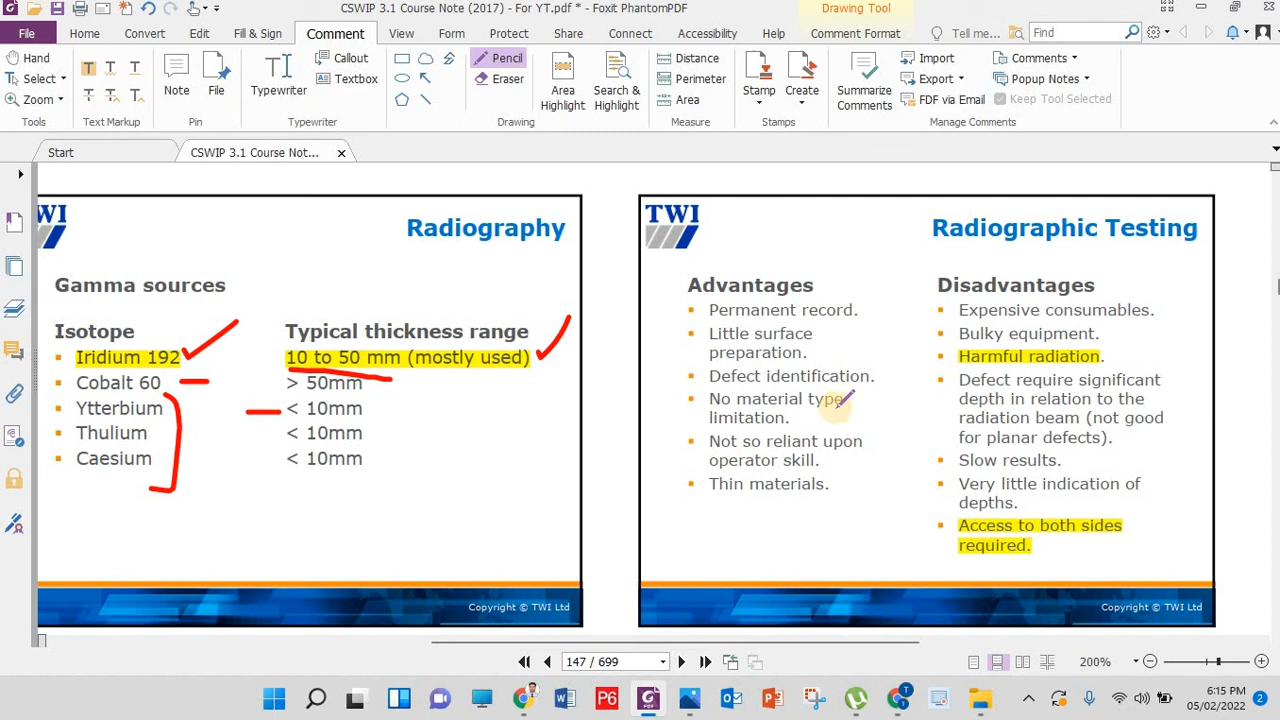 CSWIP 3.1 Course Note (2017) - For YT.pdf * - Foxit PhantomPDF
Drawing Tool
File Home Convert Edit Fill & Sign Comment View Form Protect Share Connect Accessibility Help Comment Format Tell me... Find
Hand
Select
Zoom
Tools
T T T
T T T
Text Markup
Note File
Pin
Typewriter
Callout
Textbox
Typewriter
Pencil
Eraser
Area Highlight
Search & Highlight
Drawing
Distance
Perimeter
Area
Measure
Stamp Create
Stamps
Summarize Comments
Import
Export
FDF via Email
Comments
Popup Notes
Keep Tool Selected
Manage Comments
Start
CSWIP 3.1 Course Not...
WI
Radiography
Gamma sources
Isotope Typical thickness range
Iridium 192 10 to 50 mm (mostly used)
Cobalt 60 > 50mm
Ytterbium < 10mm
Thulium < 10mm
Caesium < 10mm
Copyright © TWI Ltd
TWI
Radiographic Testing
Advantages
Permanent record.
Little surface
preparation.
Defect identification.
No material type
limitation.
Not so reliant upon
operator skill.
Thin materials.
Disadvantages
Expensive consumables.
Bulky equipment.
Harmful radiation.
Defect require significant
depth in relation to the
radiation beam (not good
for planar defects).
Slow results.
Very little indication of
depths.
Access to both sides
required.
Copyright © TWI Ltd
147 / 699
200%
P6
6:15 PM
05/02/2022
2